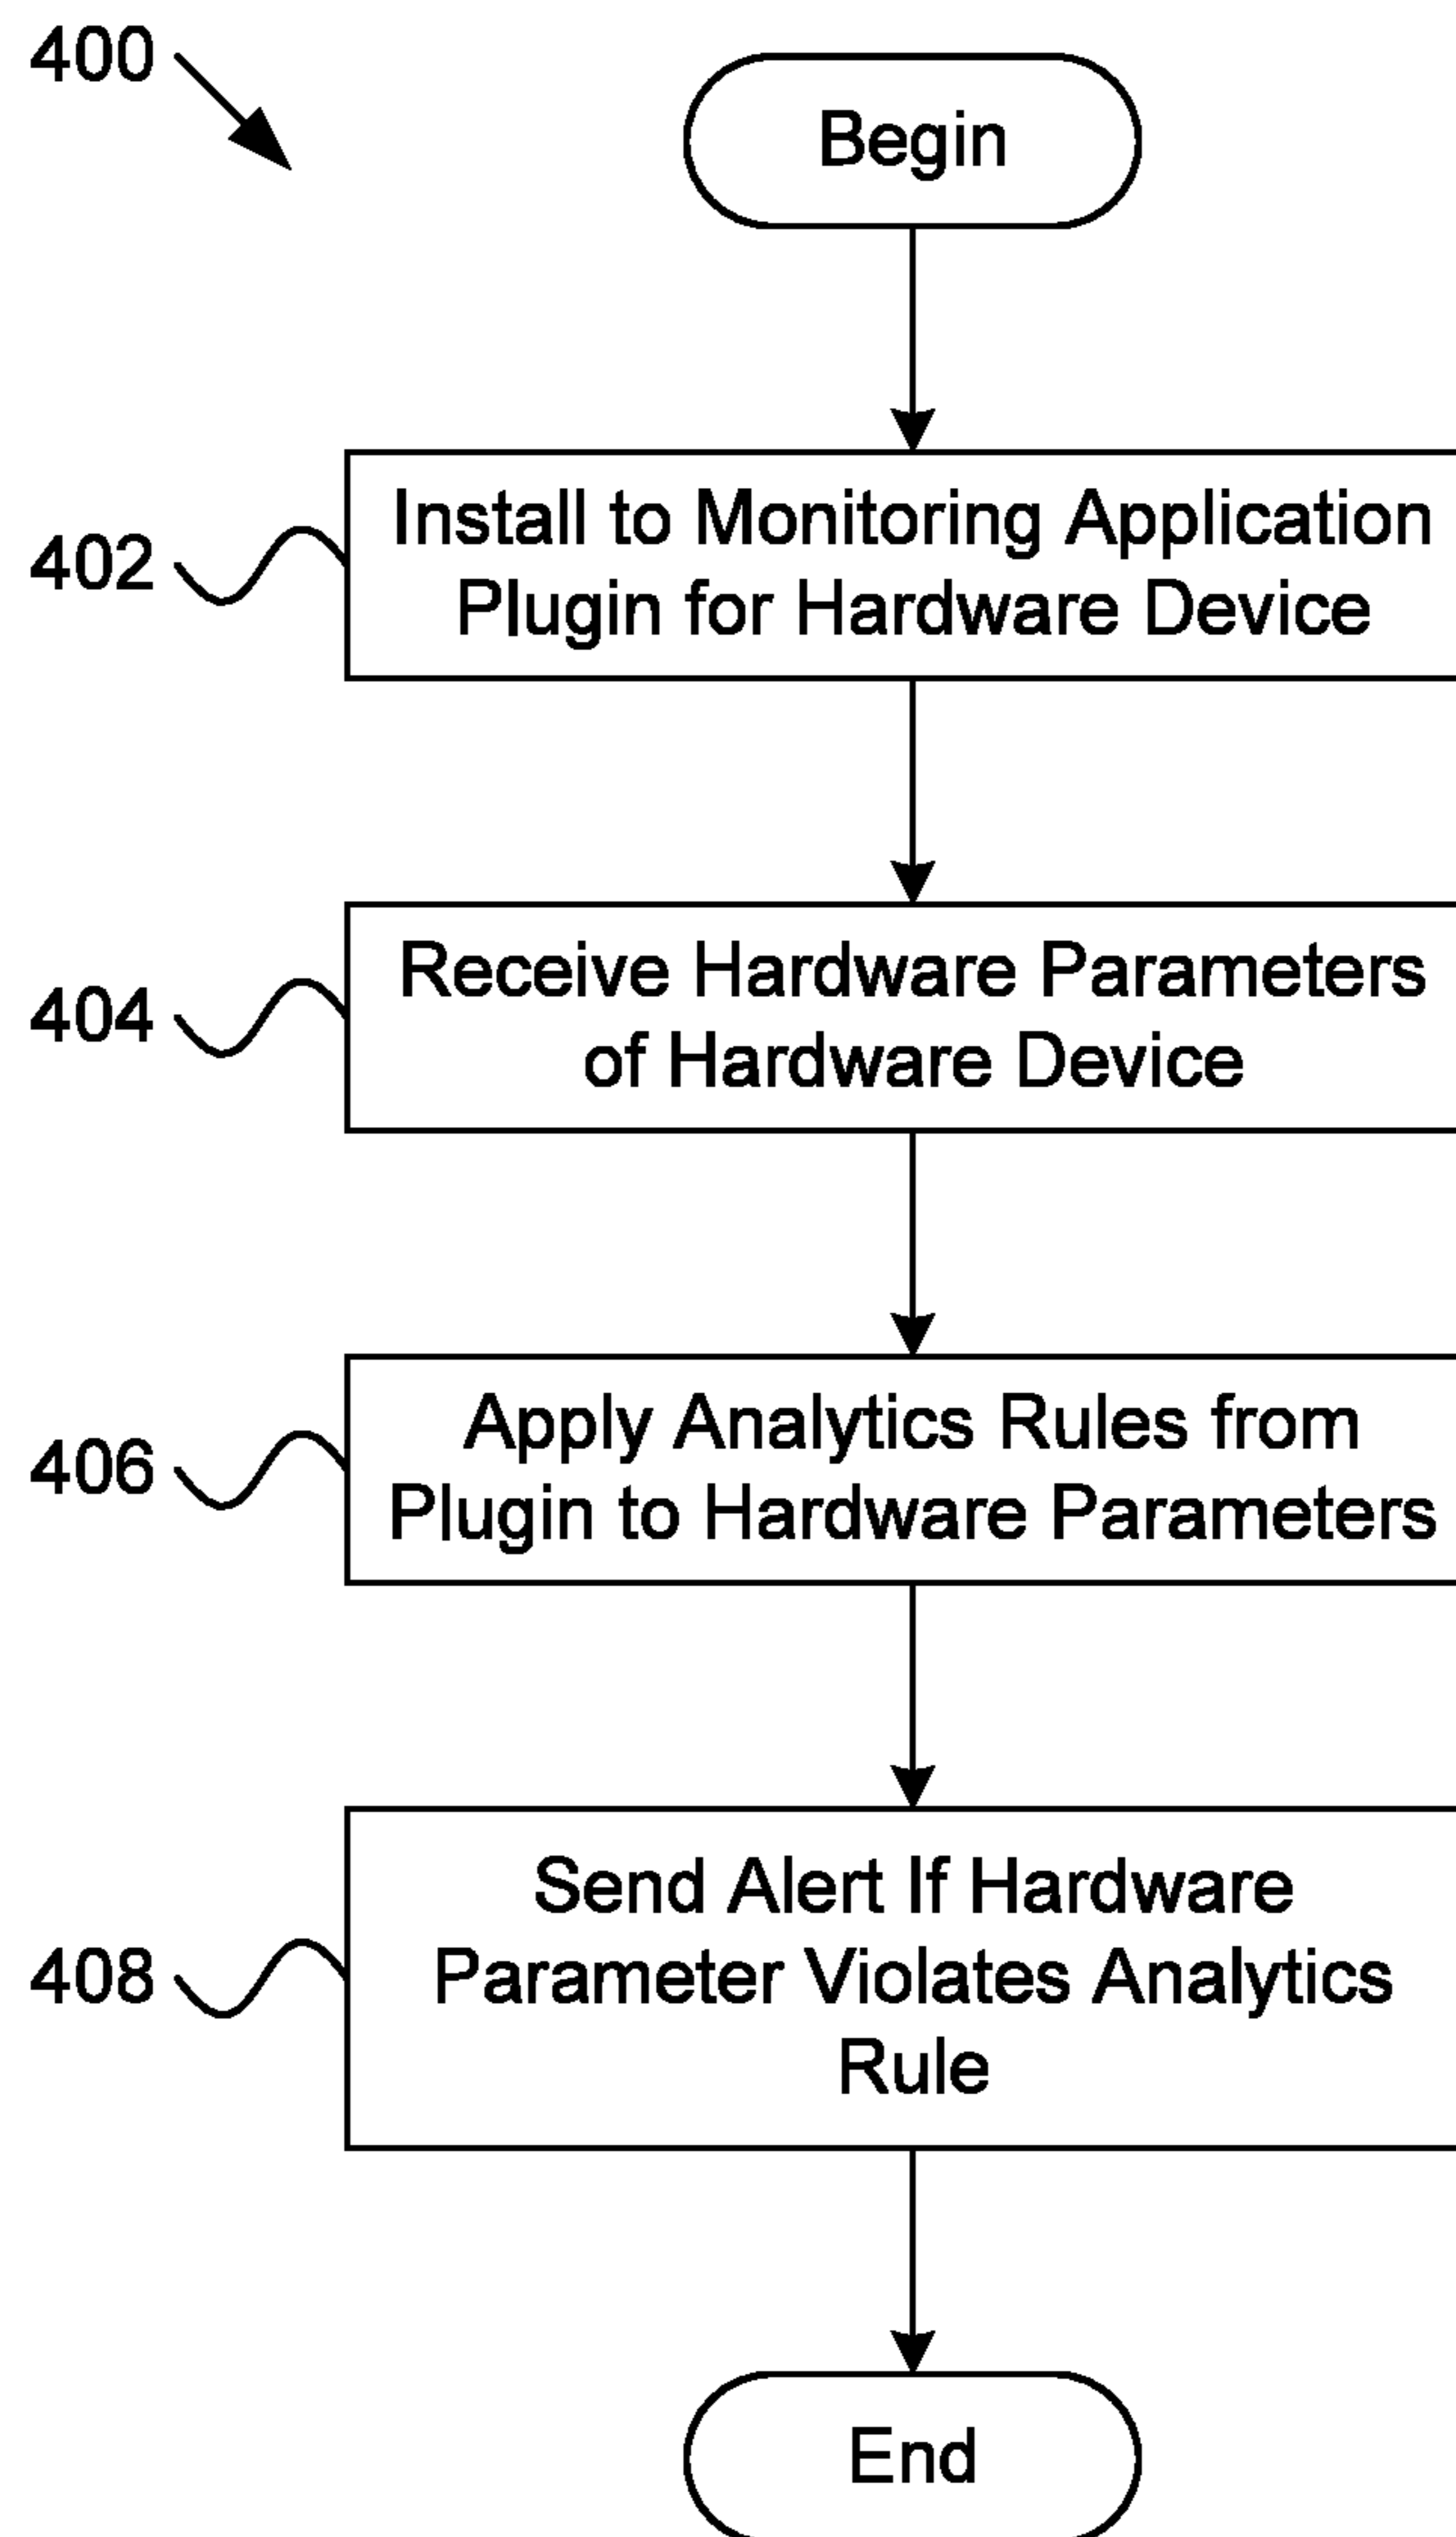 400
Begin
402
Install to Monitoring Application
Plugin for Hardware Device
404
Receive Hardware Parameters
of Hardware Device
406
Apply Analytics Rules from
Plugin to Hardware Parameters
408
Send Alert If Hardware
Parameter Violates Analytics
Rule
End